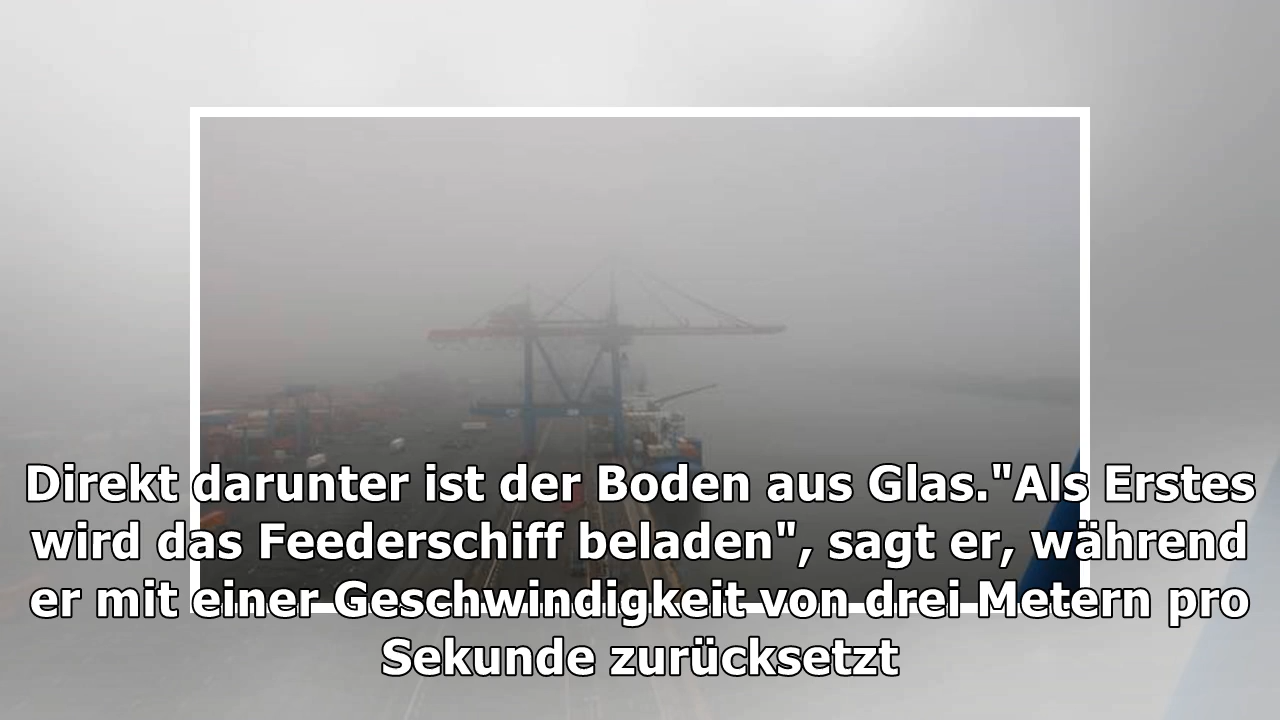 Direkt darunter ist der Boden aus Glas."Als Erstes
wird das Feederschiff beladen", sagt er, während
er mit einer Geschwindigkeit von drei Metern pro
Sekunde zurücksetzt